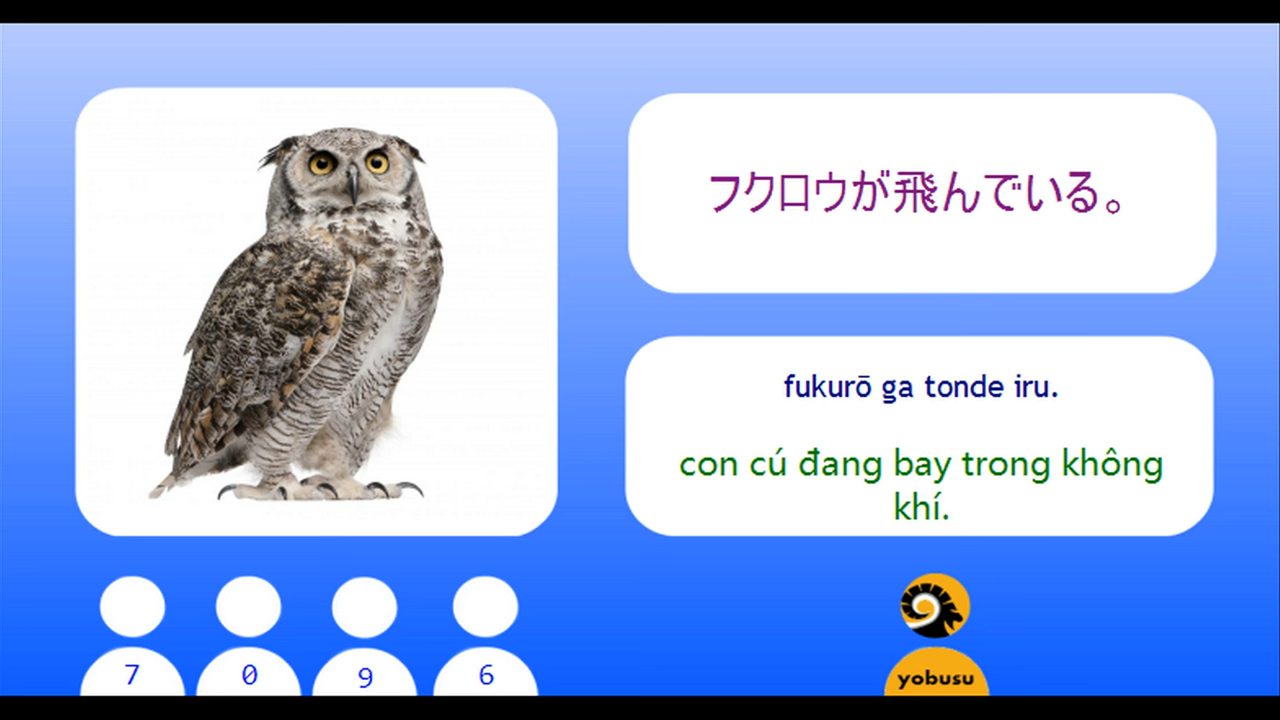 フクロウが飛んでいる。
fukurō ga tonde iru.
con cú đang bay trong không
khí.
7 0 9 6
yobusu